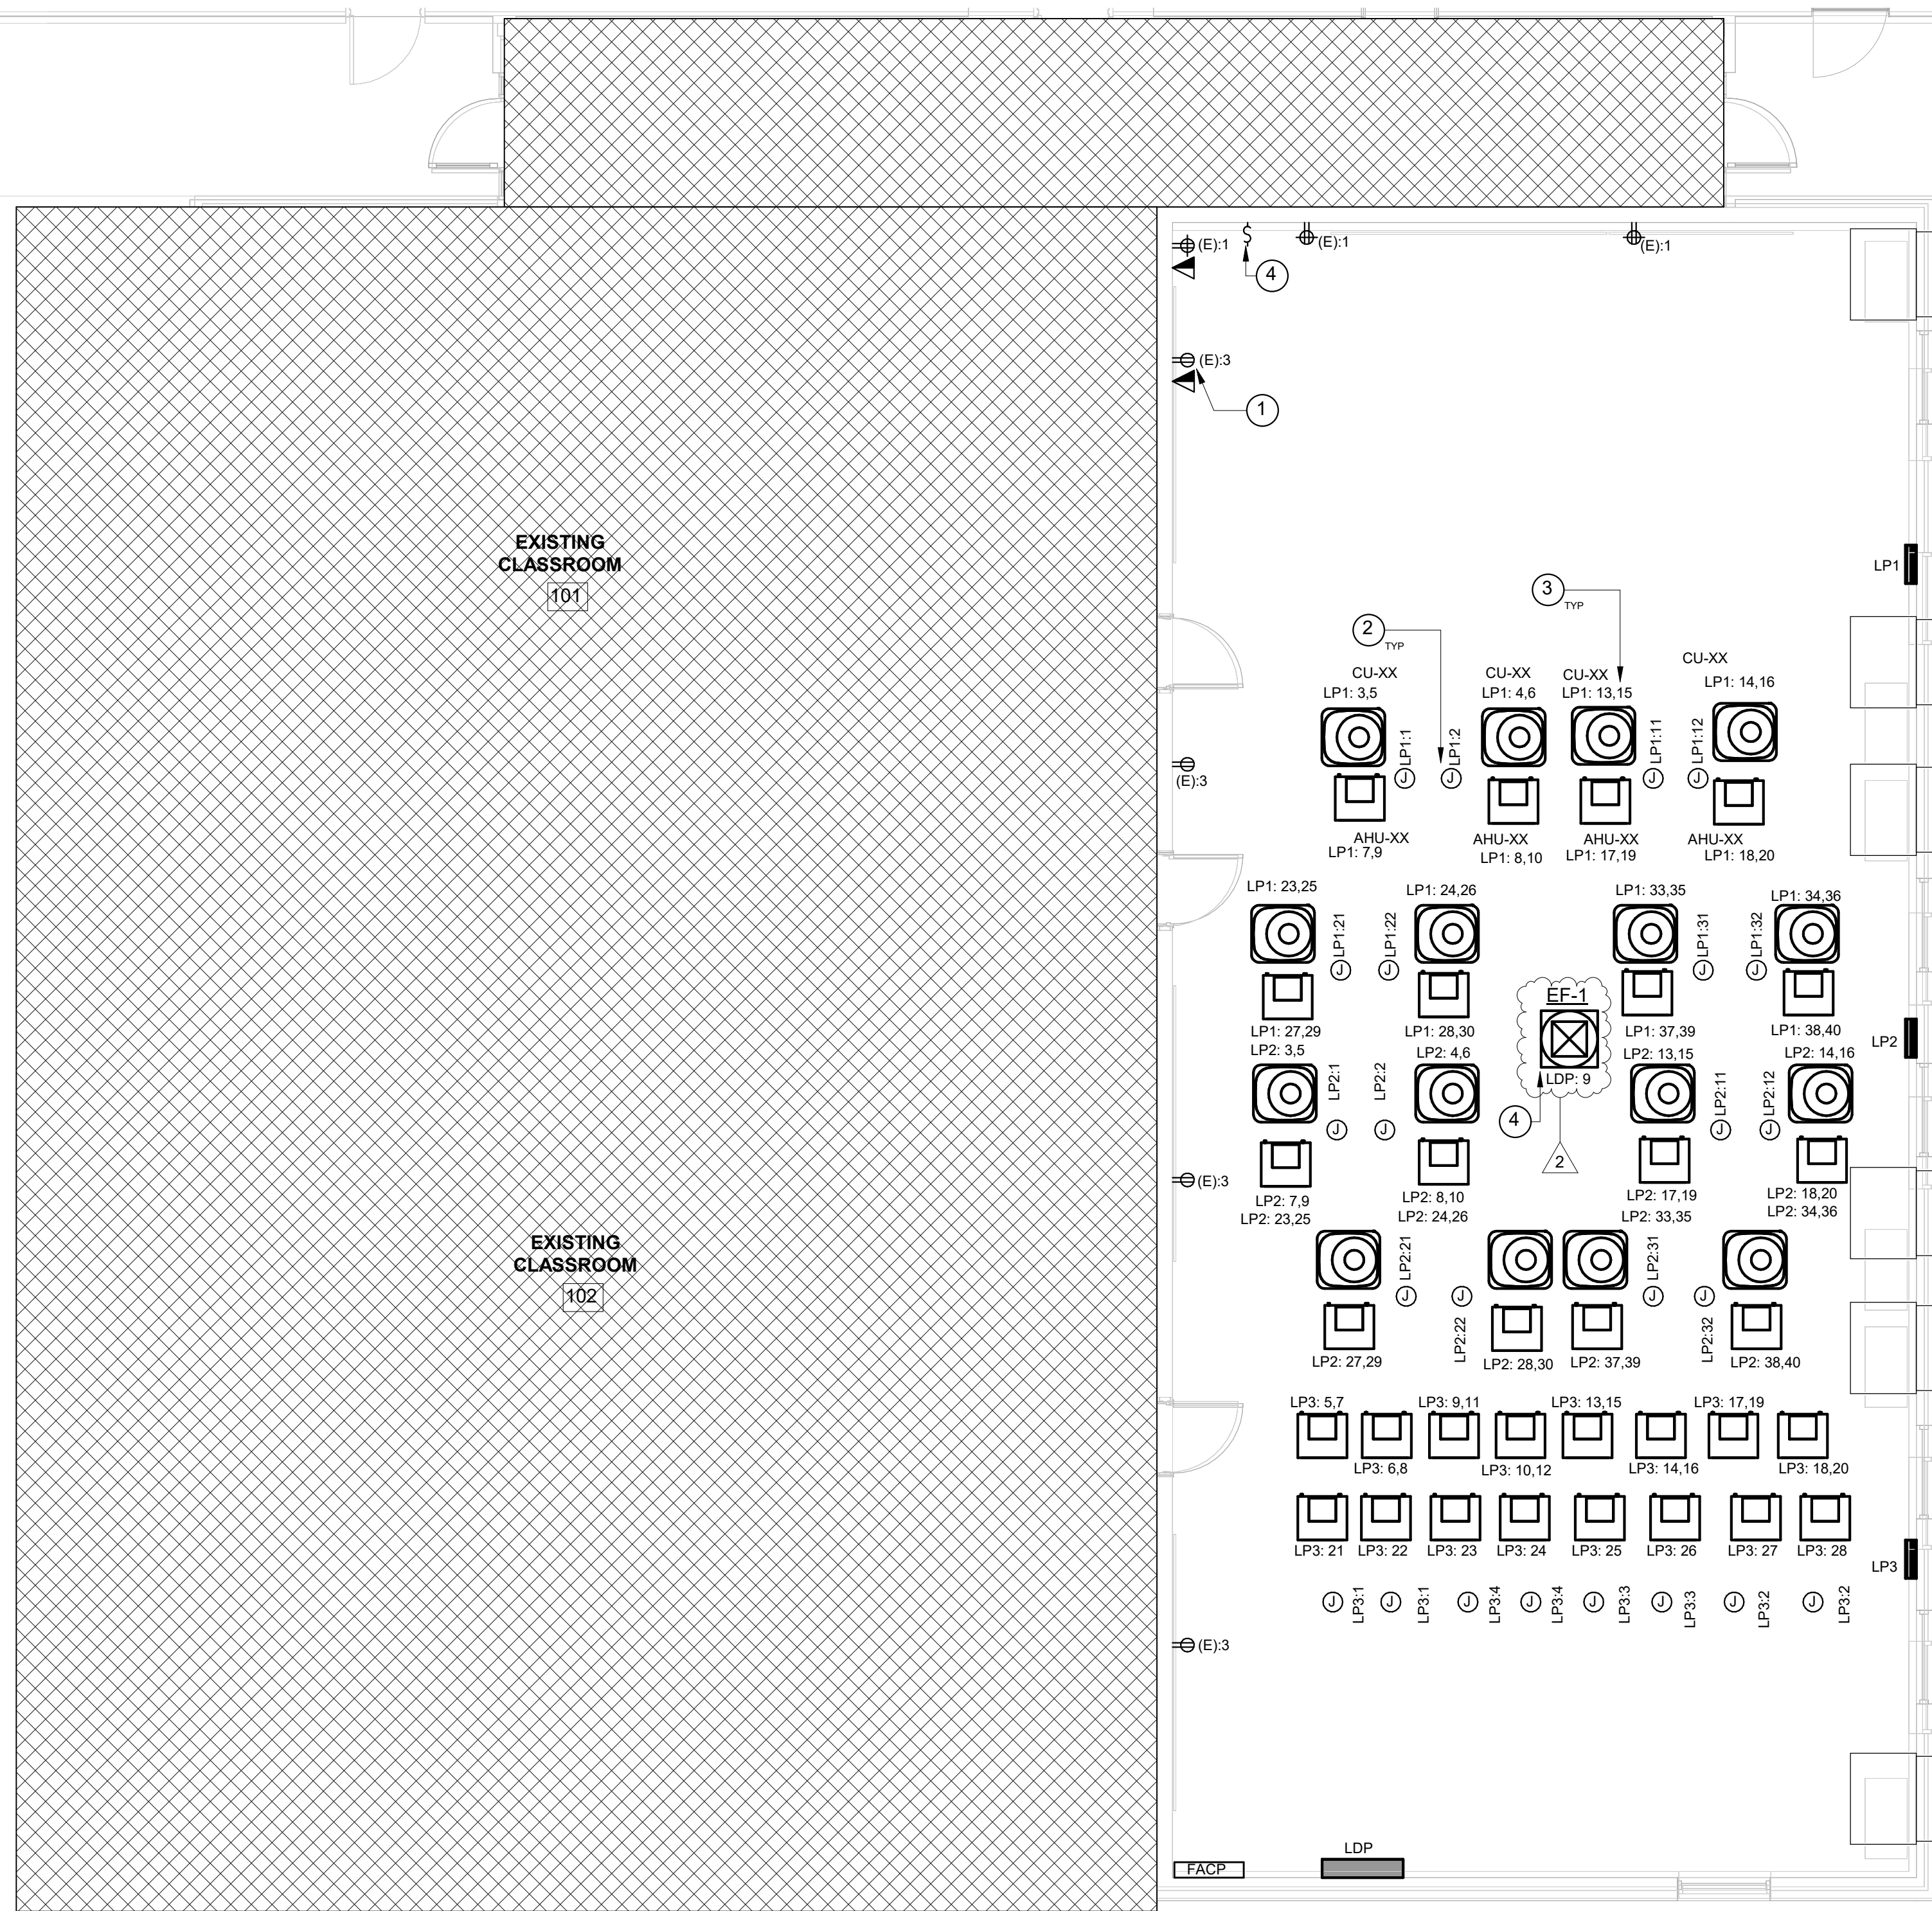 (E):1
(E):1
(E):1
4
(E):3
1
EXISTING
CLASSROOM
101
LP1
3
TYP
2
TYP
CU-XX
LP1: 3,5
CU-XX
LP1: 4,6
CU-XX
LP1: 13,15
CU-XX
LP1: 14,16
LP1:1
LP1:2
LP1:11
LP1:12
J
J
J
J
(E):3
AHU-XX
LP1: 7,9
AHU-XX
LP1: 8,10
AHU-XX
LP1: 17,19
AHU-XX
LP1: 18,20
LP1: 23,25
LP1: 24,26
LP1: 33,35
LP1: 34,36
LP1:21
LP1:22
LP1:31
LP1:32
J
J
J
J
EF-1
LP1: 27,29
LP1: 28,30
LP1: 37,39
LP1: 38,40
LP2
LP2: 3,5
LP2: 4,6
LP2: 13,15
LP2: 14,16
LDP: 9
LP2:1
LP2:2
LP2:11
LP2:12
4
J
J
J
J
2
(E):3
LP2: 7,9
LP2: 8,10
LP2: 17,19
LP2: 18,20
LP2: 23,25
LP2: 24,26
LP2: 33,35
LP2: 34,36
EXISTING
CLASSROOM
102
LP2:21
LP2:31
J
J
J
J
LP2:22
LP2:32
LP2: 27,29
LP2: 28,30
LP2: 37,39
LP2: 38,40
LP3: 5,7
LP3: 9,11
LP3: 13,15
LP3: 17,19
LP3: 6,8
LP3: 10,12
LP3: 14,16
LP3: 18,20
LP3: 21
LP3: 22
LP3: 23
LP3: 24
LP3: 25
LP3: 26
LP3: 27
LP3: 28
LP3
J
LP3:1
J
LP3:1
J
LP3:4
J
LP3:4
J
LP3:3
J
LP3:3
J
LP3:2
J
LP3:2
(E):3
LDP
FACP